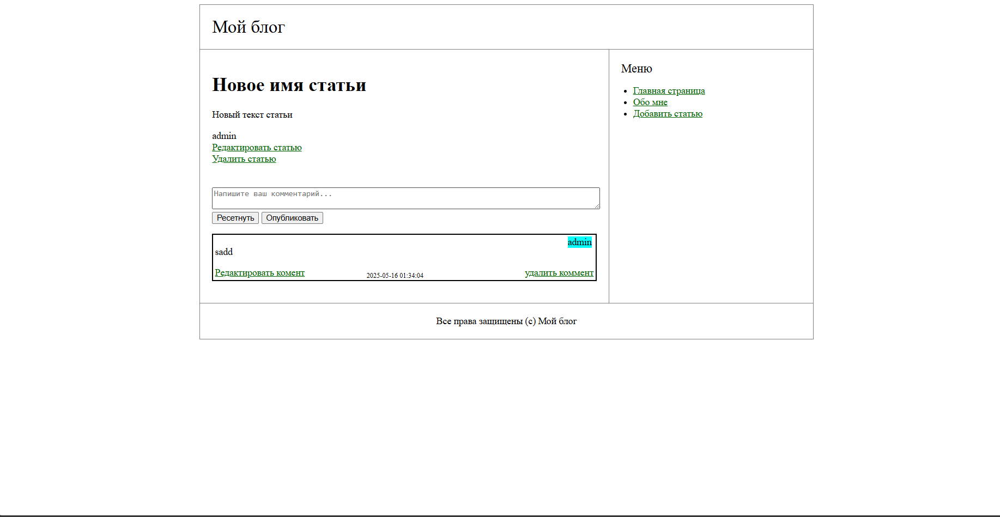 Мой блог
Новое имя статьи
Новый текст статьи
admin
Редактировать статью
Удалить статью
Напишите ваш комментарий...
Ресетнуть Опубликовать
admin
sadd
Редактировать комент 2025-05-16 01:34:04 удалить коммент
Меню
Главная страница
Обо мне
Добавить статью
Все права защищены (c) Мой блог